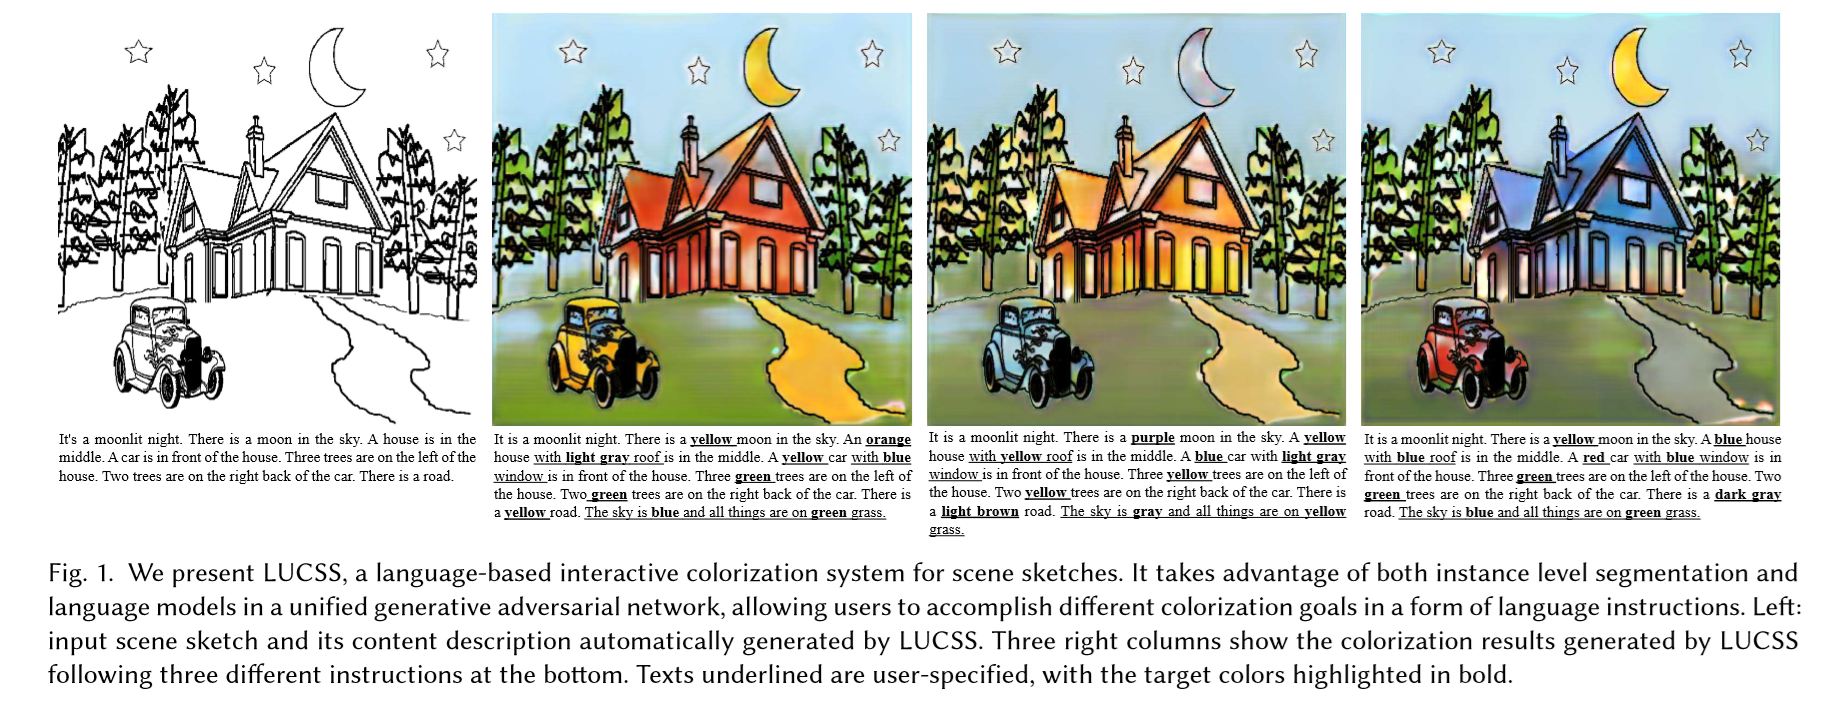 It's a moonlit night. There is a moon in the sky. A house is in the
middle. A car is in front of the house. Three trees are on the left of the
house. Two trees are on the right back of the car. There is a road.
It is a moonlit night. There is a yellow moon in the sky. An orange
house with light gray roof is in the middle. A yellow car with blue
window is in front of the house. Three green trees are on the left of
the house. Two green trees are on the right back of the car. There is
a yellow road. The sky is blue and all things are on green grass.
It is a moonlit night. There is a purple moon in the sky. A yellow
house with yellow roof is in the middle. A blue car with light gray
window is in front of the house. Three yellow trees are on the left of
the house. Two yellow trees are on the right back of the car. There is
a light brown road. The sky is gray and all things are on yellow
grass.
It is a moonlit night. There is a yellow moon in the sky. A blue house
with blue roof is in the middle. A red car with blue window is in
front of the house. Three green trees are on the left of the house. Two
green trees are on the right back of the car. There is a dark gray
road. The sky is blue and all things are on green grass.
Fig. 1. We present LUCSS, a language-based interactive colorization system for scene sketches. It takes advantage of both instance level segmentation and
language models in a unified generative adversarial network, allowing users to accomplish different colorization goals in a form of language instructions. Left:
input scene sketch and its content description automatically generated by LUCSS. Three right columns show the colorization results generated by LUCSS
following three different instructions at the bottom. Texts underlined are user-specified, with the target colors highlighted in bold.